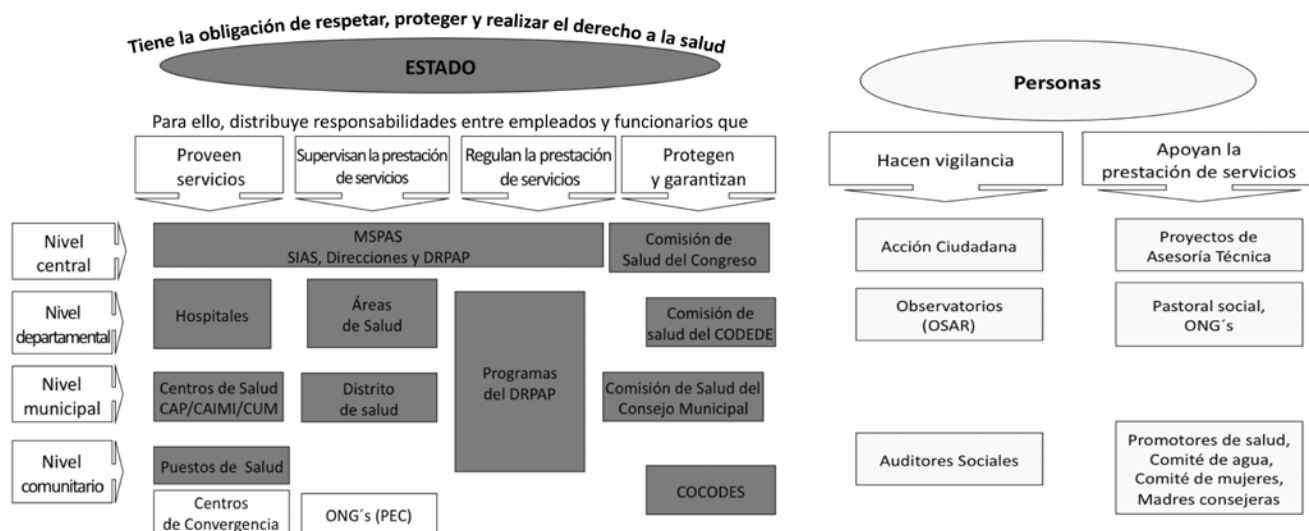 Tiene la obligación de respetar, proteger y realizar el derecho a la salud
ESTADO
Para ello, distribuye responsabilidades entre empleados y funcionarios que
Proveen
servicios
Supervisan la prestación
de servicios
Regulan la prestación
de servicios
Protegen
y garantizan
Personas
Hacen vigilancia
Apoyan la
prestación de servicios
Nivel
central
MSPAS
SIAS, Direcciones y DRPAP
Comisión de
Salud del Congreso
Acción Ciudadana
Proyectos de
Asesoría Técnica
Nivel
departamental
Hospitales
Áreas
de Salud
Programas
del DRPAP
Comisión de
salud del CODEDE
Observatorios
(OSAR)
Pastoral social,
ONG´s
Nivel
municipal
Centros de Salud
CAP/CAIMI/CUM
Distrito
de salud
Comisión de Salud del
Consejo Municipal
Nivel
comunitario
Puestos de Salud
Centros
de Convergencia
ONG´s (PEC)
COCODES
Auditores Sociales
Promotores de salud,
Comité de agua,
Comité de mujeres,
Madres consejeras